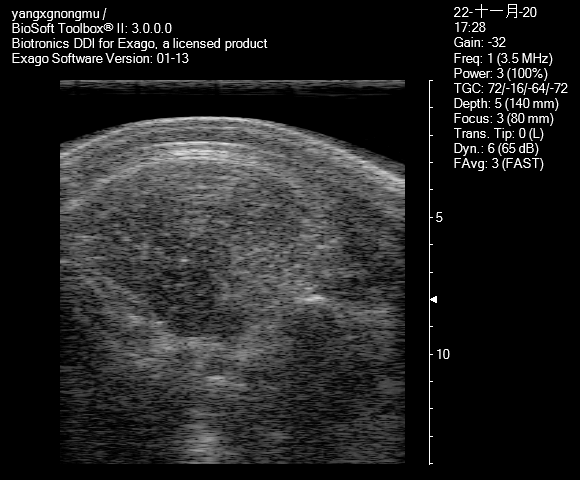 yangxgnongmu /
BioSoft Toolbox® II: 3.0.0.0
Biotronics DDI for Exago, a licensed product
Exago Software Version: 01-13
22-十一月-20
17:28
Gain: -32
Freq: 1 (3.5 MHz)
Power: 3 (100%)
TGC: 72/-16/-64/-72
Depth: 5 (140 mm)
Focus: 3 (80 mm)
Trans. Tip: 0 (L)
Dyn.: 6 (65 dB)
FAvg: 3 (FAST)
5
10